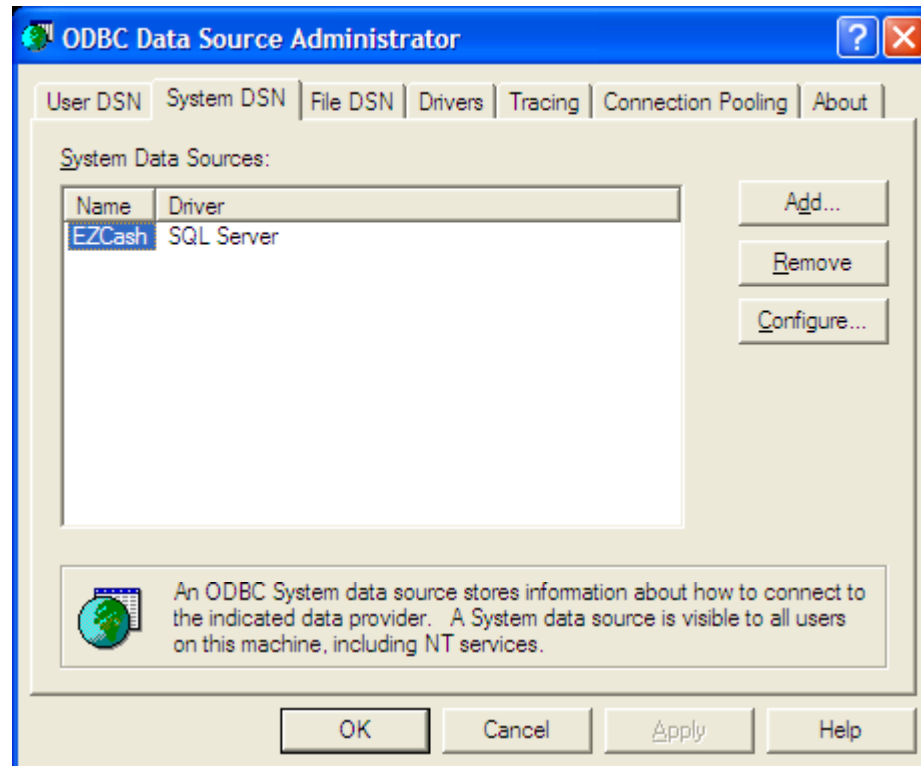 ODBC Data Source Administrator
User DSN System DSN File DSN Drivers Tracing Connection Pooling About
System Data Sources:
Name Driver
EZCash SQL Server
Add...
Remove
Configure...
An ODBC System data source stores information about how to connect to
the indicated data provider. A System data source is visible to all users
on this machine, including NT services.
OK Cancel Apply Help